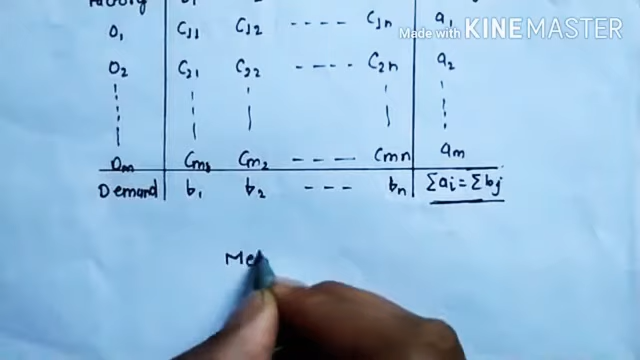 Made with KINEMASTER
O1 C11 C12 ---- C1n a1
O2 C21 C22 ---- C2n a2
Om Cm1 Cm2 ---- Cmn am
Demand b1 b2 --- bn Σai = Σbj
Me